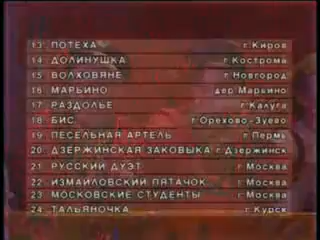 13. ПОТЕХА г.Киров
14. ДОЛИНУШКА г.Кострома
15. ВОЛХОВЯНЕ г.Новгород
16. МАРЬИНО дер.Марьино
17. РАЗДОЛЬЕ г.Калуга
18. БИС г.Орехово-Зуево
19. ПЕСЕЛЬНАЯ АРТЕЛЬ г.Пермь
20. ДЗЕРЖИНСКАЯ ЗАКОВЫКА г.Дзержинск
21. РУССКИЙ ДУЭТ г.Москва
22. ИЗМАЙЛОВСКИЙ ПЯТАЧОК г.Москва
23. МОСКОВСКИЕ СТУДЕНТЫ г.Москва
24. ТАЛЬЯНОЧКА г.Курск